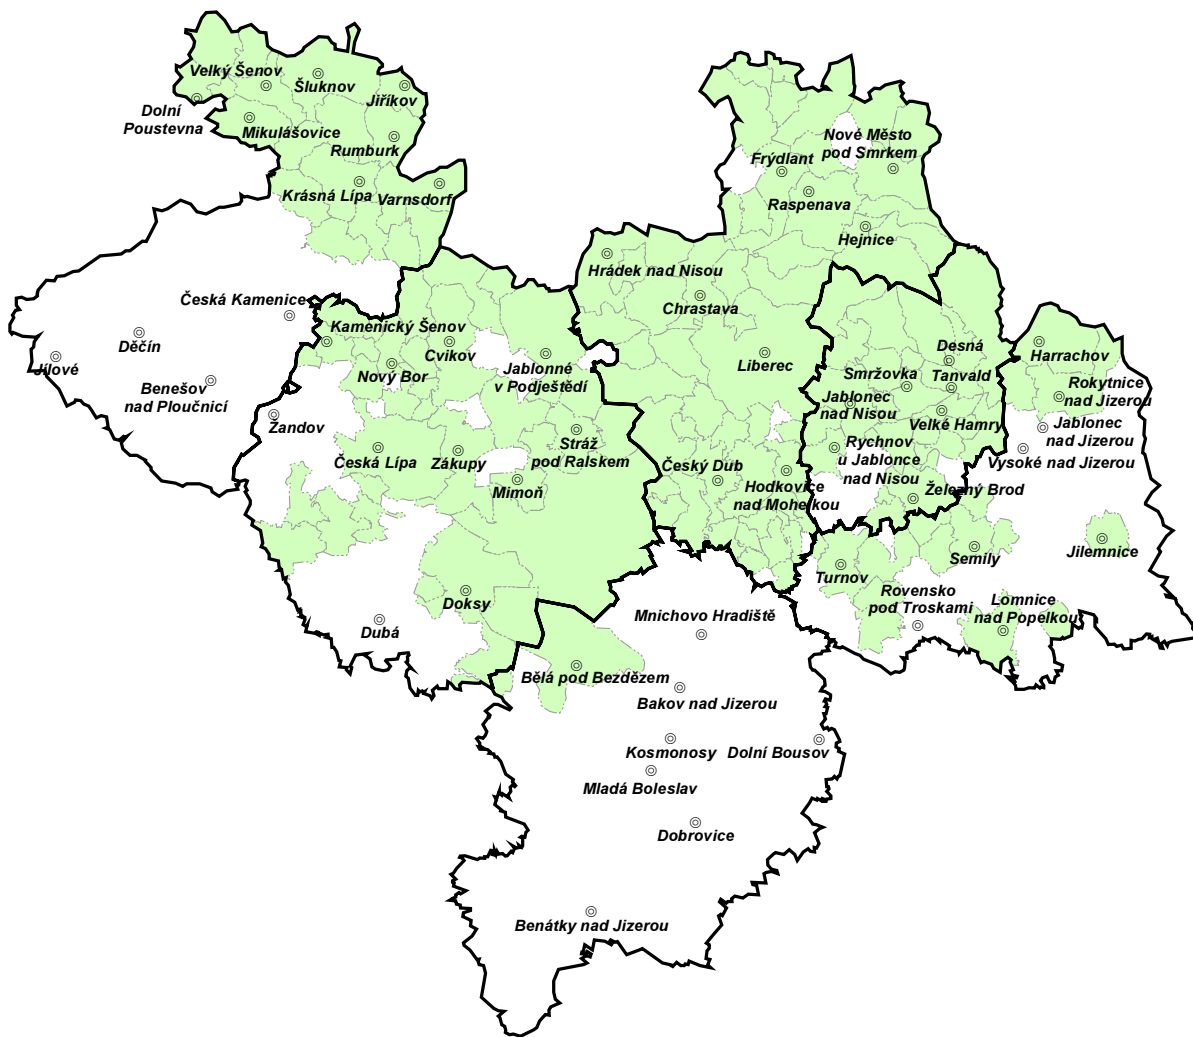 Velký Šenov
Šluknov
Jiříkov
Dolní
Poustevna
Mikulášovice
Rumburk
Krásná Lípa
Varnsdorf
Nové Město
pod Smrkem
Frýdlant
Raspenava
Hejnice
Hrádek nad Nisou
Chrastava
Česká Kamenice
Kamenický Šenov
Děčín
Jílové
Benešov
nad Ploučnicí
Nový Bor
Cvikov
Jablonné
v Podještědí
Liberec
Desná
Smržovka
Tanvald
Harrachov
Rokytnice
nad Jizerou
Jablonec
nad Nisou
Velké Hamry
Jablonec
nad Jizerou
Vysoké nad Jizerou
Žandov
Česká Lípa
Zákupy
Stráž
pod Ralskem
Mimoň
Český Dub
Hodkovice
nad Mohelkou
Rychnov
u Jablonce
nad Nisou
Železný Brod
Semily
Jilemnice
Turnov
Rovensko
pod Troskami
Lomnice
nad Popelkou
Doksy
Dubá
Mnichovo Hradiště
Bělá pod Bezdězem
Bakov nad Jizerou
Kosmonosy
Dolní Bousov
Mladá Boleslav
Dobrovice
Benátky nad Jizerou